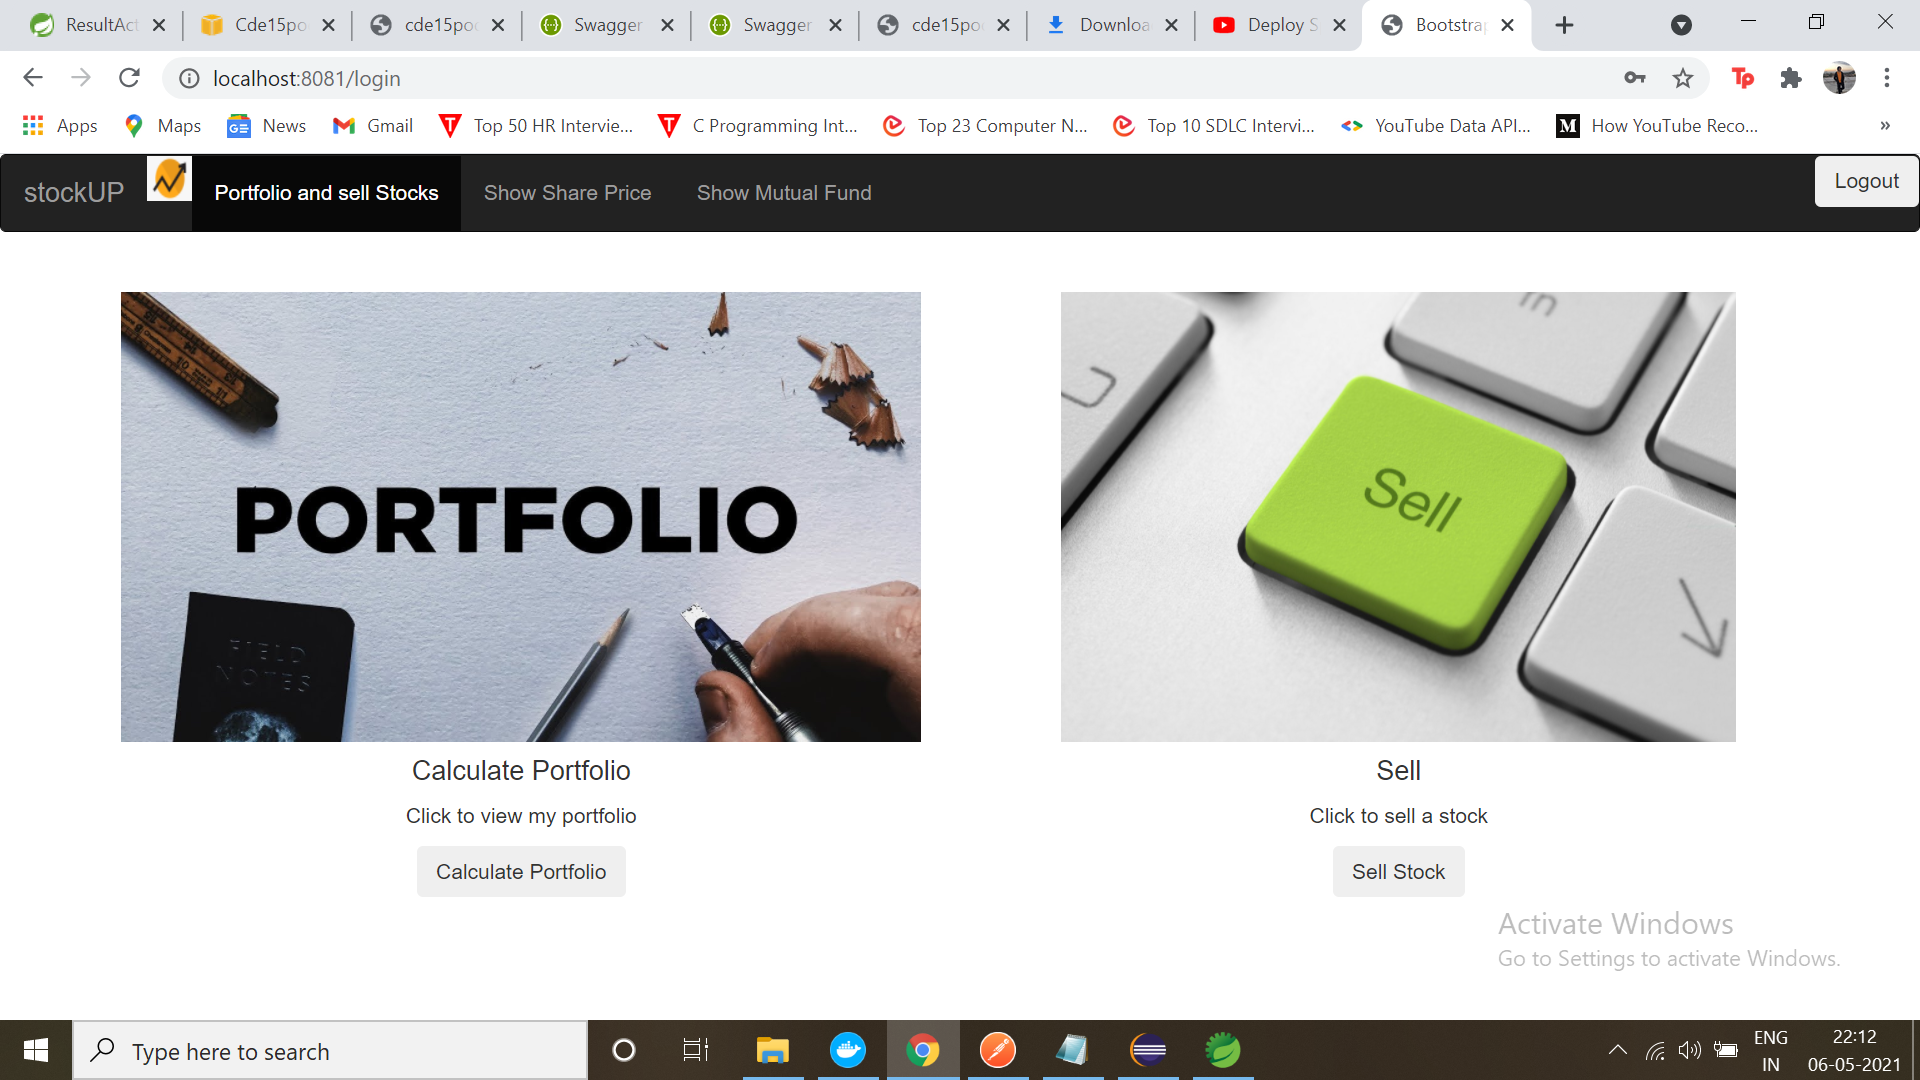 ResultAct
Cde15po
cde15po
Swagger
Swagger
cde15po
Downloa
Deploy S
Bootstrap
localhost:8081/login
Apps
Maps
News
Gmail
Top 50 HR Intervie...
C Programming Int...
Top 23 Computer N...
Top 10 SDLC Intervi...
YouTube Data API...
How YouTube Reco...
»
stockUP
Portfolio and sell Stocks
Show Share Price
Show Mutual Fund
Logout
PORTFOLIO
FIELD
NOTES
Sell
Calculate Portfolio
Click to view my portfolio
Calculate Portfolio
Sell
Click to sell a stock
Sell Stock
Activate Windows
Go to Settings to activate Windows.
Type here to search
ENG
IN
22:12
06-05-2021